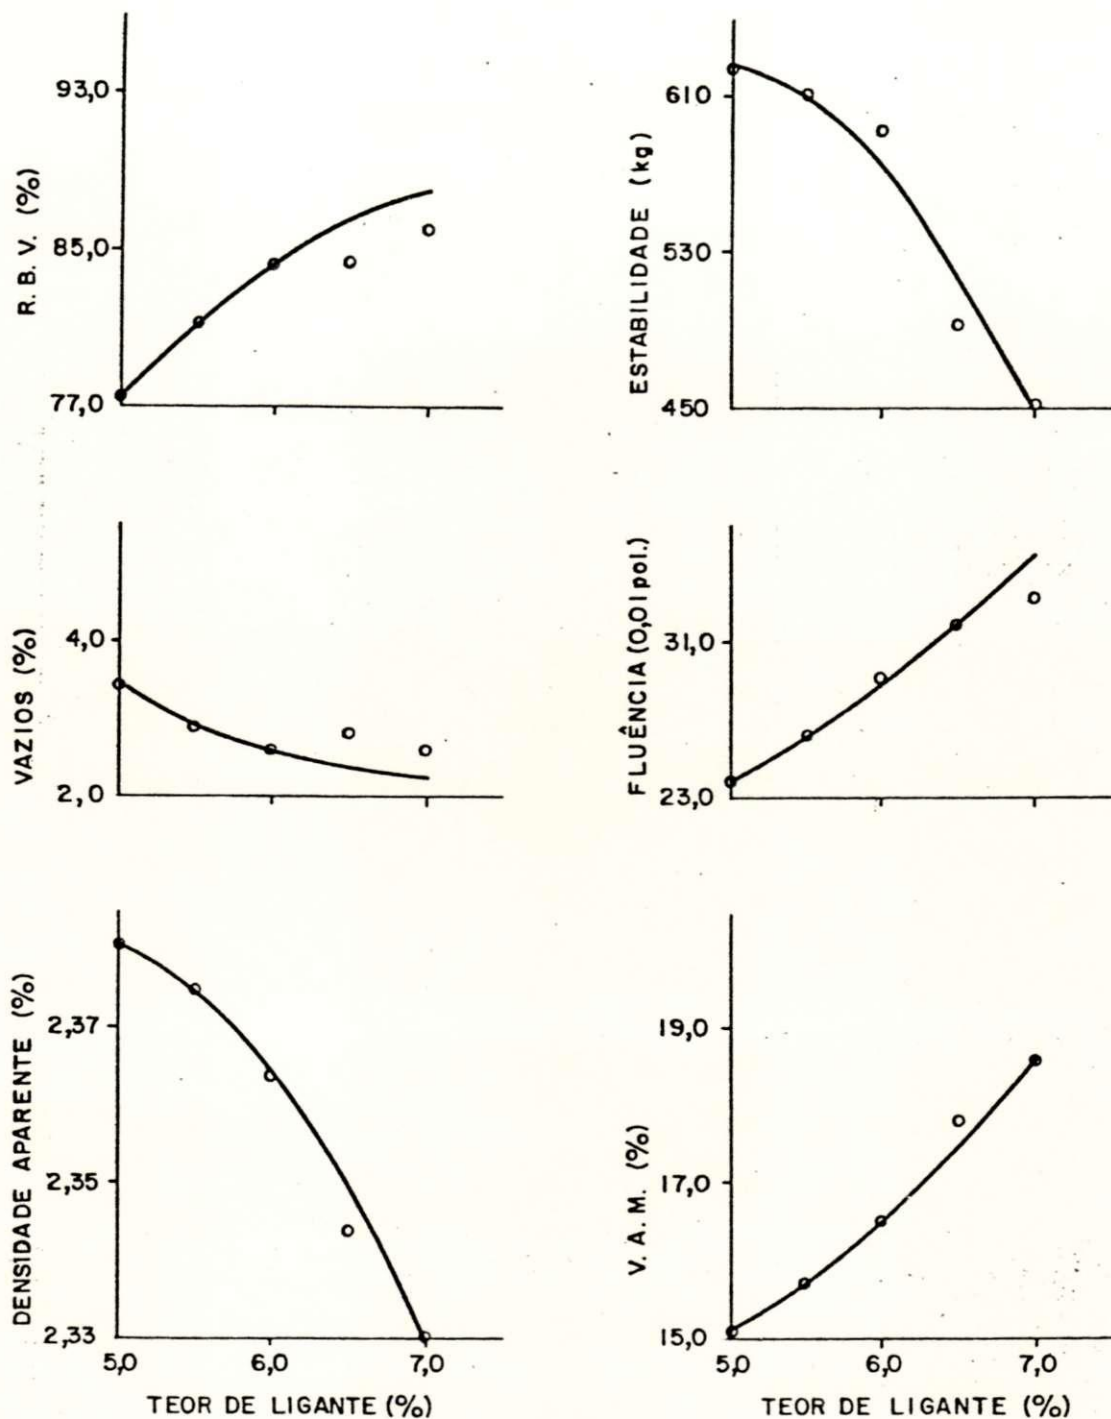 R. B. V. (%)
93,0
85,0
77,0
ESTABILIDADE (kg)
610
530
450
VAZIOS (%)
4,0
2,0
FLUÊNCIA (0,01 pol.)
31,0
23,0
DENSIDADE APARENTE (%)
2,37
2,35
2,33
5,0 6,0 7,0
TEOR DE LIGANTE (%)
V. A. M. (%)
19,0
17,0
15,0
5,0 6,0 7,0
TEOR DE LIGANTE (%)